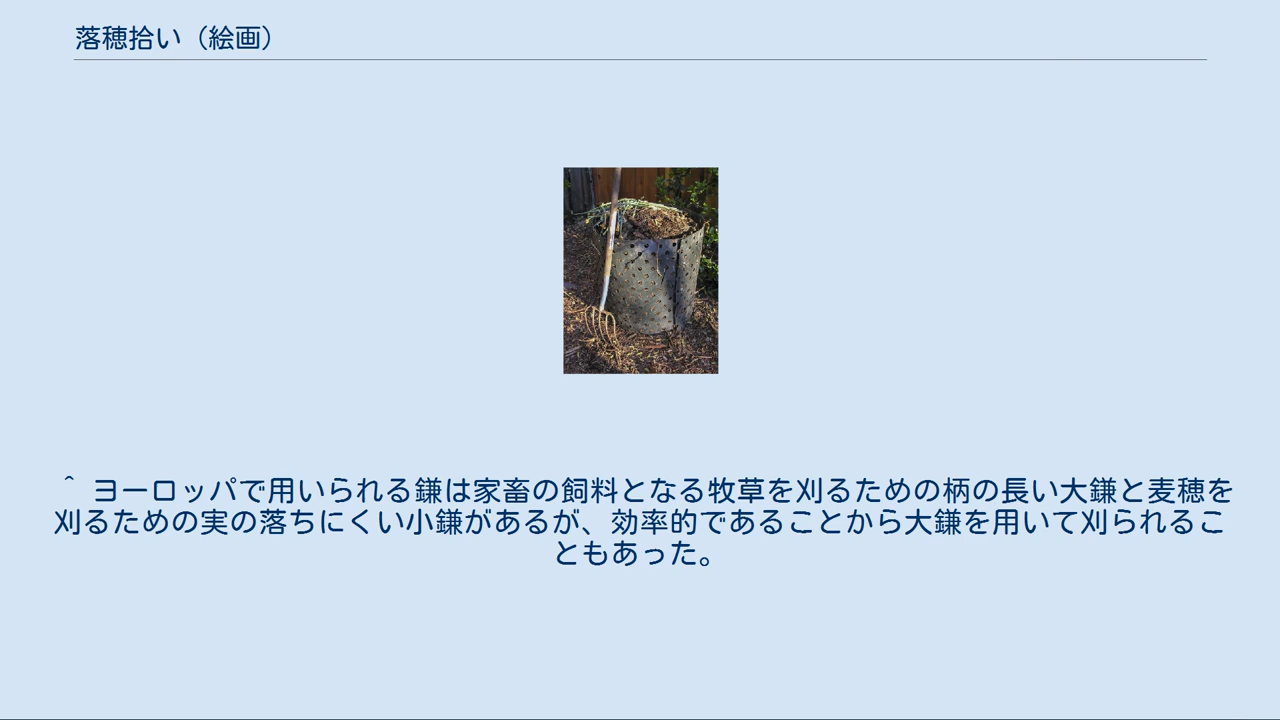 落穂拾い（絵画）
^ ヨーロッパで用いられる鎌は家畜の飼料となる牧草を刈るための柄の長い大鎌と麦穂を
刈るための実の落ちにくい小鎌があるが、効率的であることから大鎌を用いて刈られるこ
ともあった。